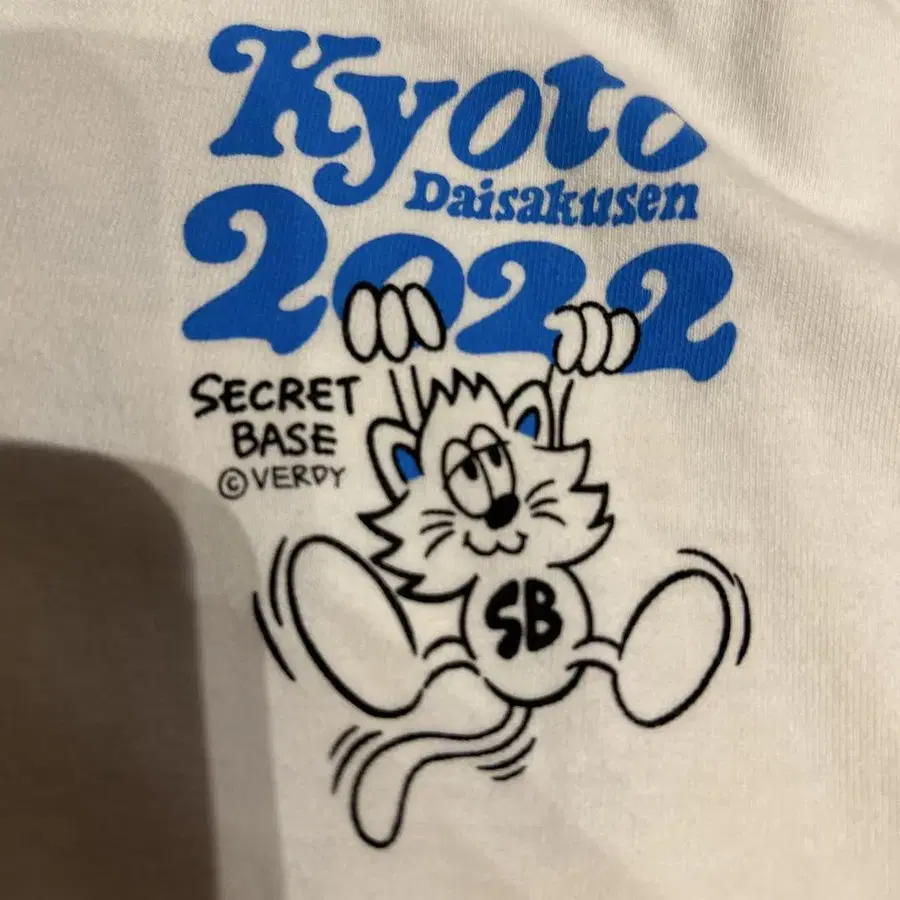 Kyoto
Daisakusen
2022
SECRET
BASE
©VERDY
SB